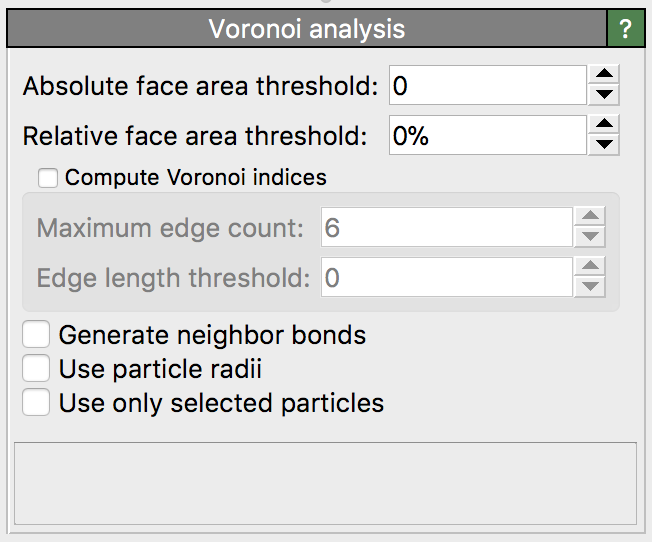 Voronoi analysis ?
Absolute face area threshold: 0
Relative face area threshold: 0%
Compute Voronoi indices
Maximum edge count: 6
Edge length threshold: 0
Generate neighbor bonds
Use particle radii
Use only selected particles